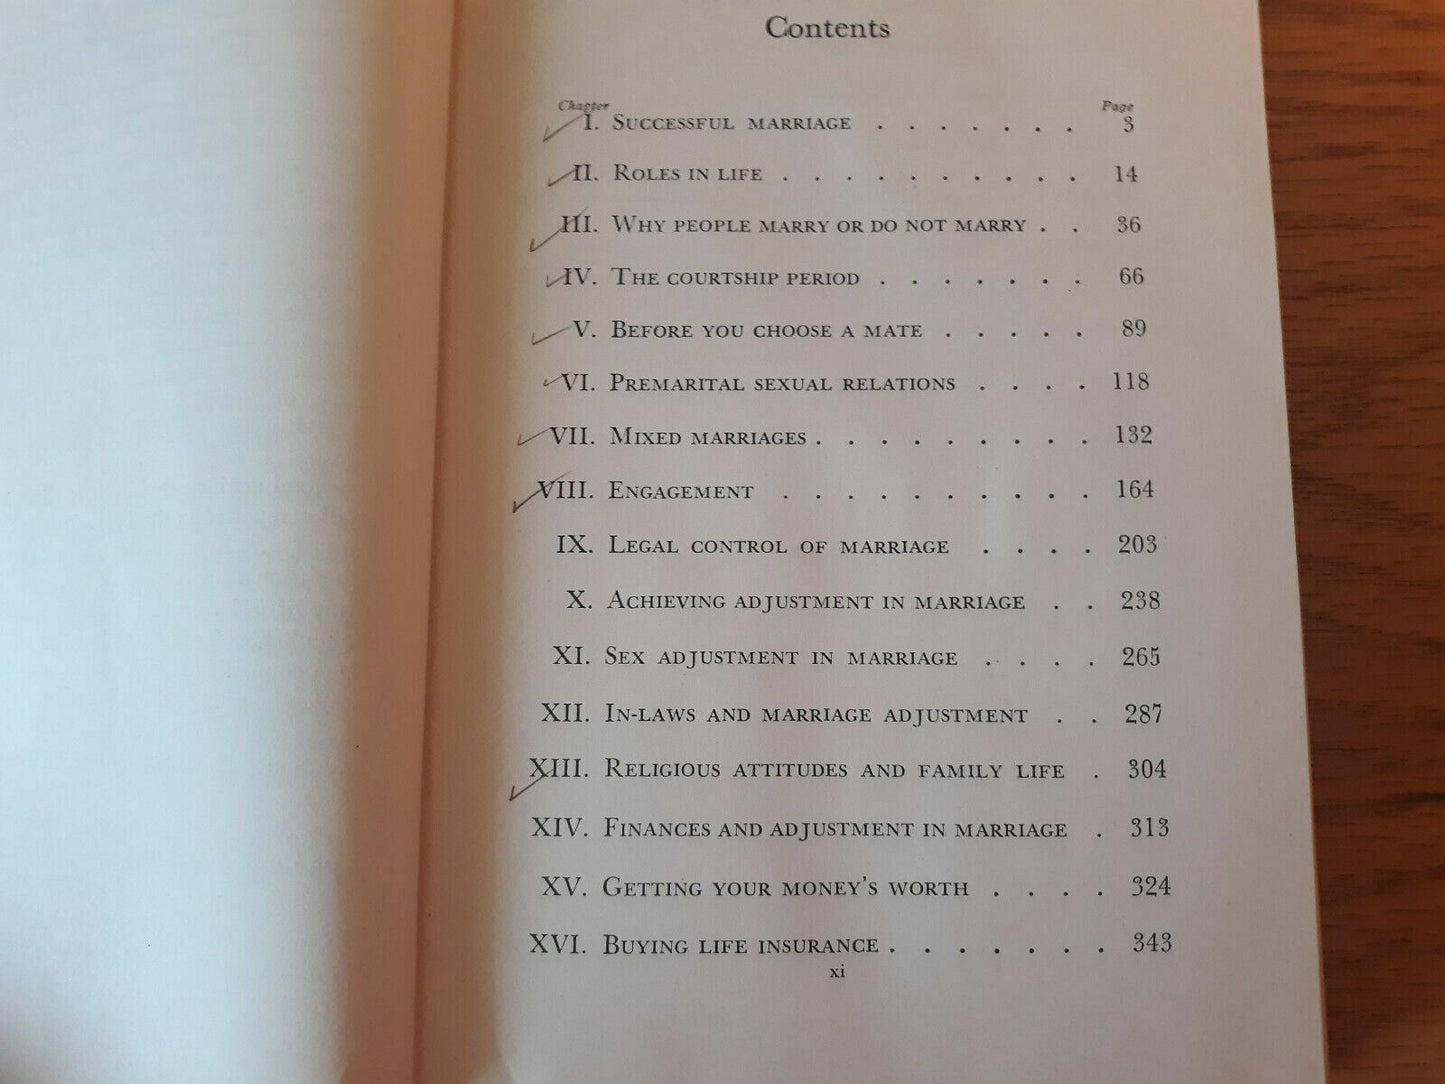 Contents
Chapter Page
I. SUCCESSFUL MARRIAGE . . . . . . . 3
II. ROLES IN LIFE . . . . . . . . . . 14
III. WHY PEOPLE MARRY OR DO NOT MARRY . . 36
IV. THE COURTSHIP PERIOD . . . . . . . 66
V. BEFORE YOU CHOOSE A MATE . . . . . 89
VI. PREMARITAL SEXUAL RELATIONS . . . . 118
VII. MIXED MARRIAGES . . . . . . . . . 132
VIII. ENGAGEMENT . . . . . . . . . . 164
IX. LEGAL CONTROL OF MARRIAGE . . . . 203
X. ACHIEVING ADJUSTMENT IN MARRIAGE . . 238
XI. SEX ADJUSTMENT IN MARRIAGE . . . . 265
XII. IN-LAWS AND MARRIAGE ADJUSTMENT . . 287
XIII. RELIGIOUS ATTITUDES AND FAMILY LIFE . 304
XIV. FINANCES AND ADJUSTMENT IN MARRIAGE . 313
XV. GETTING YOUR MONEY'S WORTH . . . . 324
XVI. BUYING LIFE INSURANCE . . . . . . . 343
xi